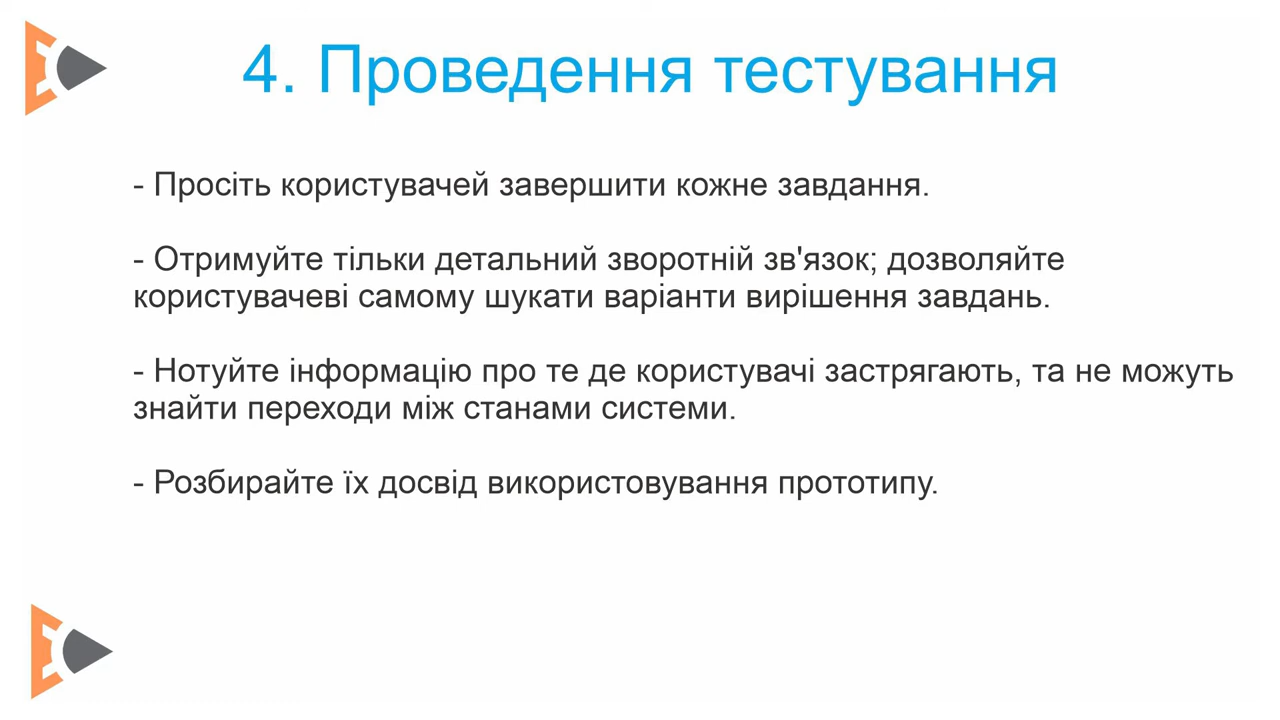 4. Проведення тестування
- Просіть користувачей завершити кожне завдання.
- Отримуйте тільки детальний зворотній зв'язок; дозволяйте
користувачеві самому шукати варіанти вирішення завдань.
- Нотуйте інформацію про те де користувачі застрягають, та не можуть
знайти переходи між станами системи.
- Розбирайте їх досвід використовування прототипу.